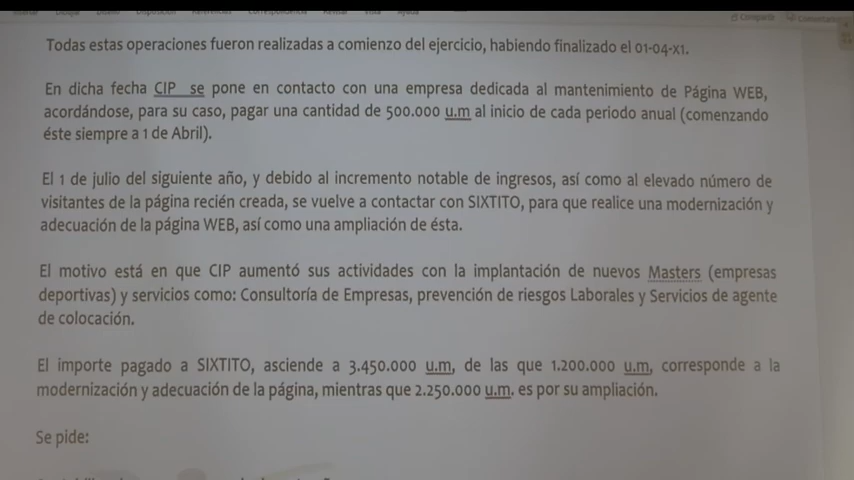 Compartir
Todas estas operaciones fueron realizadas a comienzo del ejercicio, habiendo finalizado el 01-04-x1.
En dicha fecha CIP se pone en contacto con una empresa dedicada al mantenimiento de Página WEB,
acordándose, para su caso, pagar una cantidad de 500.000 u.m al inicio de cada periodo anual (comenzando
éste siempre a 1 de Abril).
El 1 de julio del siguiente año, y debido al incremento notable de ingresos, así como al elevado número de
visitantes de la página recién creada, se vuelve a contactar con SIXTITO, para que realice una modernización y
adecuación de la página WEB, así como una ampliación de ésta.
El motivo está en que CIP aumentó sus actividades con la implantación de nuevos Masters (empresas
deportivas) y servicios como: Consultoría de Empresas, prevención de riesgos Laborales y Servicios de agente
de colocación.
El importe pagado a SIXTITO, asciende a 3.450.000 u.m, de las que 1.200.000 u.m, corresponde a la
modernización y adecuación de la página, mientras que 2.250.000 u.m. es por su ampliación.
Se pide: